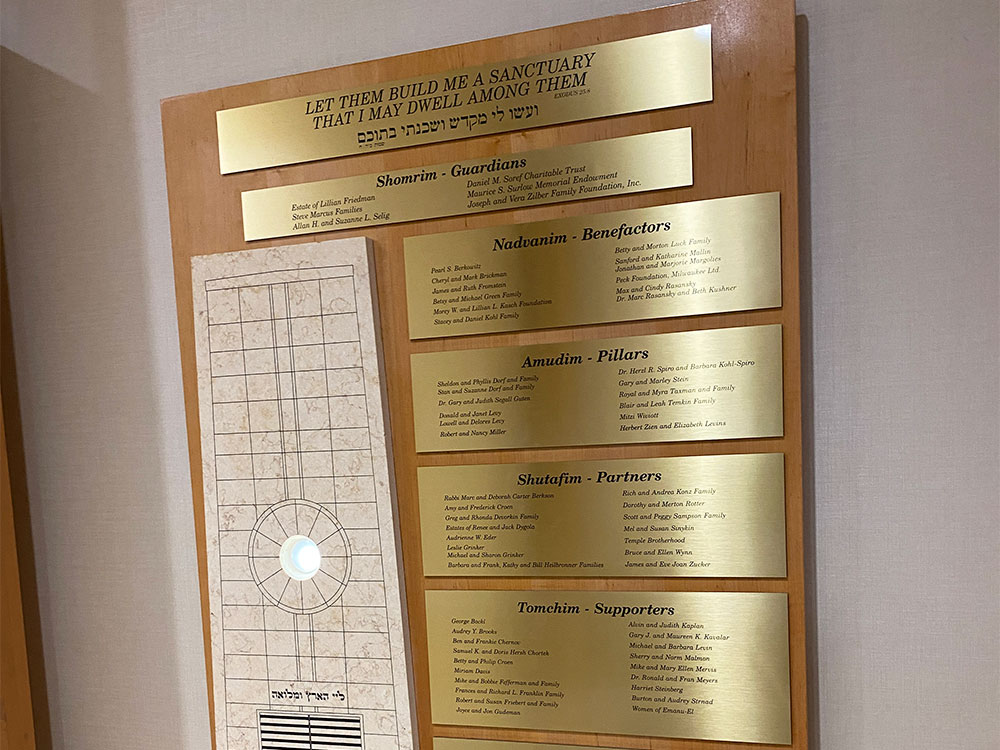 LET THEM BUILD ME A SANCTUARY
THAT I MAY DWELL AMONG THEM
EXODUS 25:8
ועשו לי מקדש ושכנתי בתוכם
Shomrim - Guardians
Estate of Lillian Friedman
Steve Marcus Families
Allan H. and Suzanne L. Selig
Daniel M. Soref Charitable Trust
Maurice S. Surlow Memorial Endowment
Joseph and Vera Zilber Family Foundation, Inc.
Nadvanim - Benefactors
Pearl S. Berkowitz
Cheryl and Mark Brickman
James and Ruth Fromstein
Betsy and Michael Green Family
Morey W. and Lillian L. Kasch Foundation
Stacey and Daniel Kohl Family
Betty and Morton Luck Family
Sanford and Katharine Mallin
Jonathan and Marjorie Margolies
Peck Foundation, Milwaukee Ltd.
Max and Cindy Rasansky
Dr. Marc Rasansky and Beth Kushner
Amudim - Pillars
Sheldon and Phyllis Dorf and Family
Stan and Suzanne Dorf and Family
Dr. Gary and Judith Segall Guten
Donald and Janet Levy
Lowell and Delores Levy
Robert and Nancy Miller
Dr. Herzl R. Spiro and Barbara Kohl-Spiro
Gary and Marley Stein
Royal and Myra Taxman and Family
Blair and Leah Temkin Family
Mitzi Wiviott
Herbert Zien and Elizabeth Levins
Shutafim - Partners
Rabbi Marc and Deborah Carter Berkson
Amy and Frederick Croen
Greg and Rhonda Devorkin Family
Estates of Renee and Jack Dygola
Audrienne W. Eder
Leslie Grinker
Michael and Sharon Grinker
Barbara and Frank, Kathy and Bill Heilbronner Families
Rich and Andrea Konz Family
Dorothy and Merton Rotter
Scott and Peggy Sampson Family
Mel and Susan Sinykin
Temple Brotherhood
Bruce and Ellen Wynn
James and Eve Joan Zucker
Tomchim - Supporters
George Bockl
Audrey Y. Brooks
Ben and Frankie Chernov
Samuel K. and Doris Hersh Chortek
Betty and Philip Croen
Miriam Davis
Mike and Bobbie Fefferman and Family
Frances and Richard L. Franklin Family
Robert and Susan Friebert and Family
Joyce and Jon Gudeman
Alvin and Judith Kaplan
Gary J. and Maureen K. Kavalar
Michael and Barbara Levin
Sherry and Norm Malmon
Mike and Mary Ellen Mervis
Dr. Ronald and Fran Meyers
Harriet Steinberg
Burton and Audrey Strnad
Women of Emanu-El
לײ הארץ ומלואה